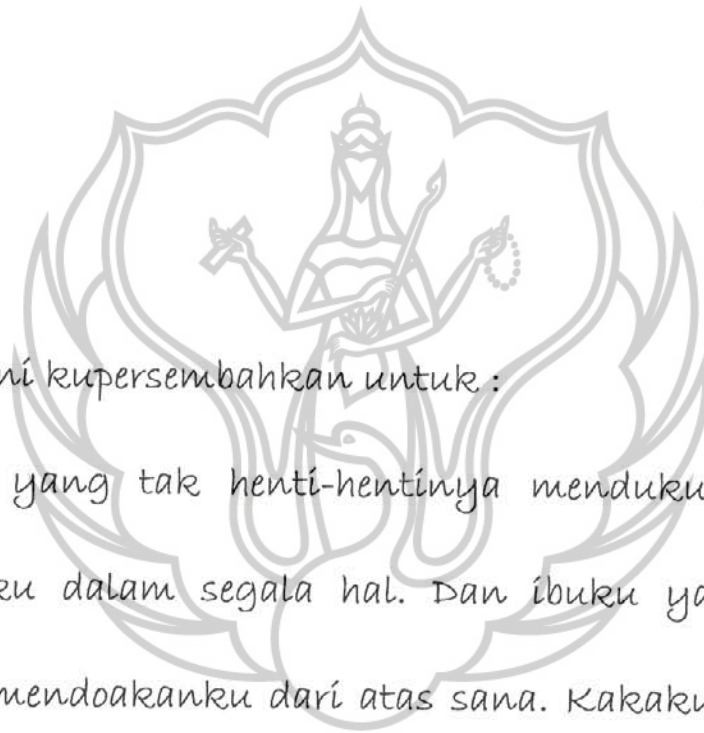 ni kupersembahkan untuk :
yang tak henti-hentinya menduku
ku dalam segala hal. Dan ibuku ya
mendoakanku dari atas sana. Kakaku